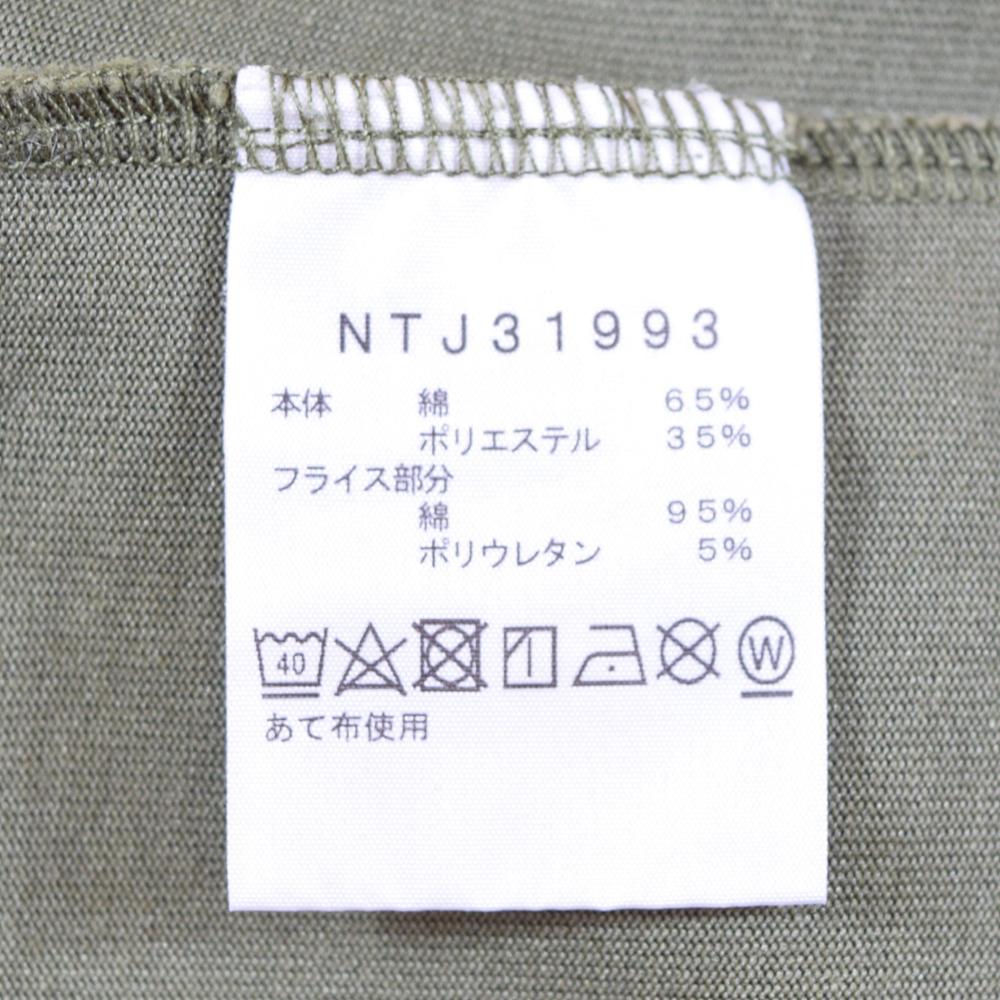 NTJ31993
本体 綿 65%
ポリエステル 35%
フライス部分
綿 95%
ポリウレタン 5%
40 W
あて布使用